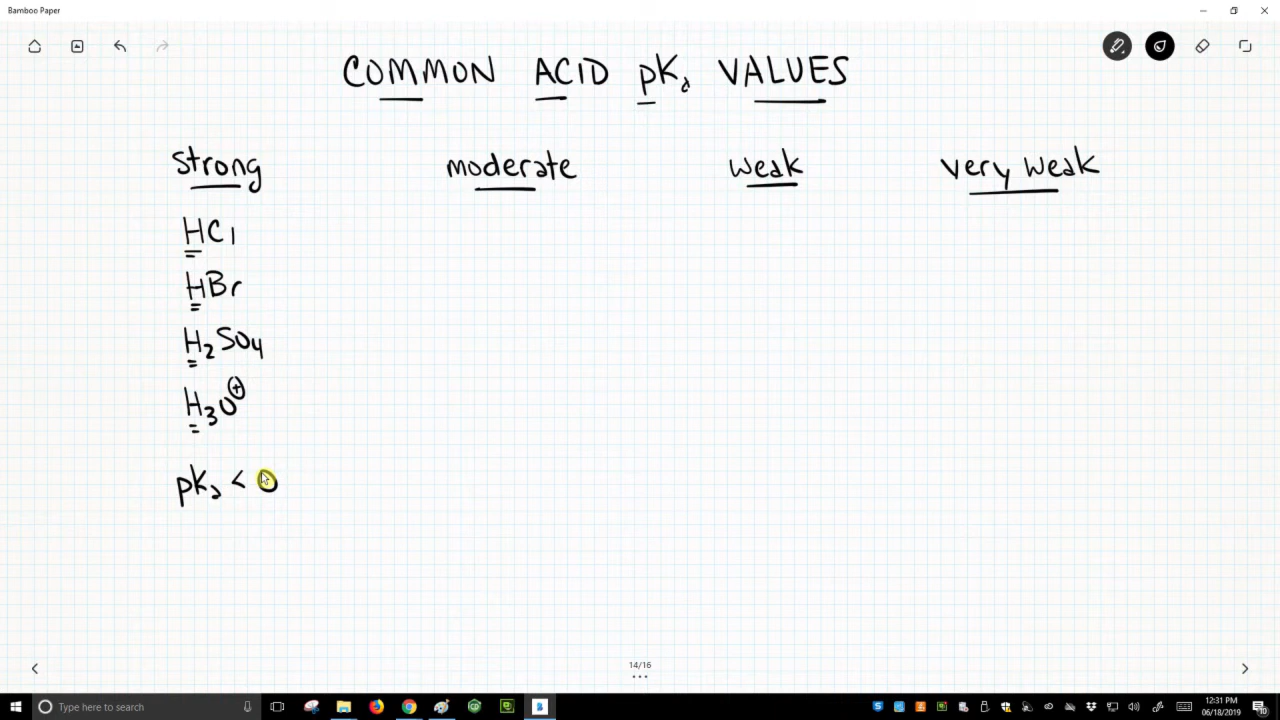 Bamboo Paper
COMMON ACID pKa VALUES
strong moderate weak very weak
HCl
HBr
H2SO4
H3O+
pKa < 0
14/16
Type here to search
12:31 PM
06/18/2019
10